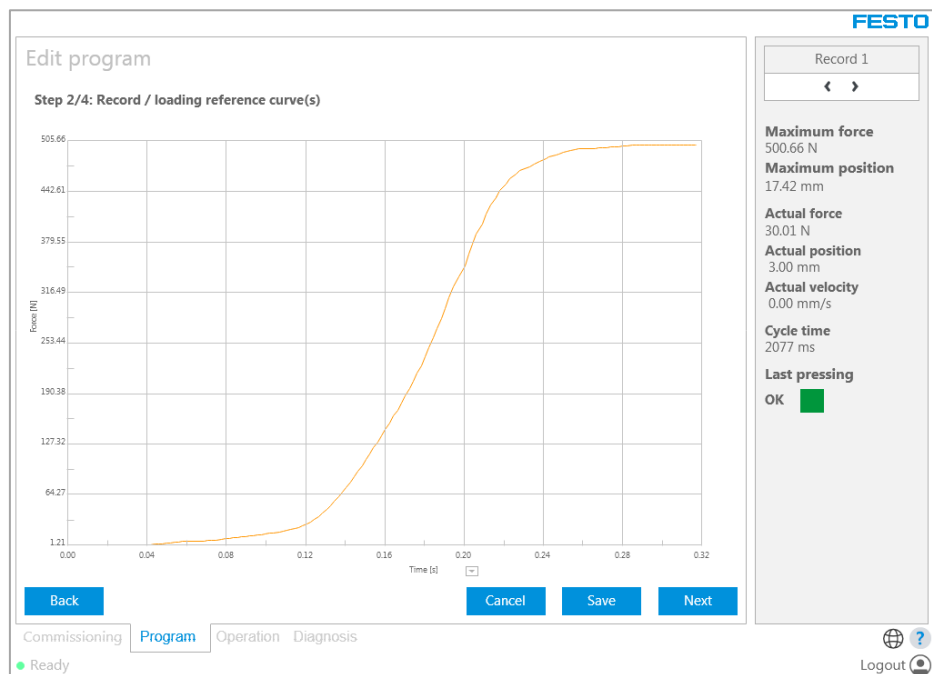 FESTO
Edit program
Step 2/4: Record / loading reference curve(s)
505.66
442.61
379.55
316.49
253.44
190.38
127.32
64.27
1.21
Force [N]
0.00 0.04 0.08 0.12 0.16 0.20 0.24 0.28 0.32
Time [s]
Back Cancel Save Next
Record 1
Maximum force
500.66 N
Maximum position
17.42 mm
Actual force
30.01 N
Actual position
3.00 mm
Actual velocity
0.00 mm/s
Cycle time
2077 ms
Last pressing
OK
Commissioning Program Operation Diagnosis
?
Ready
Logout